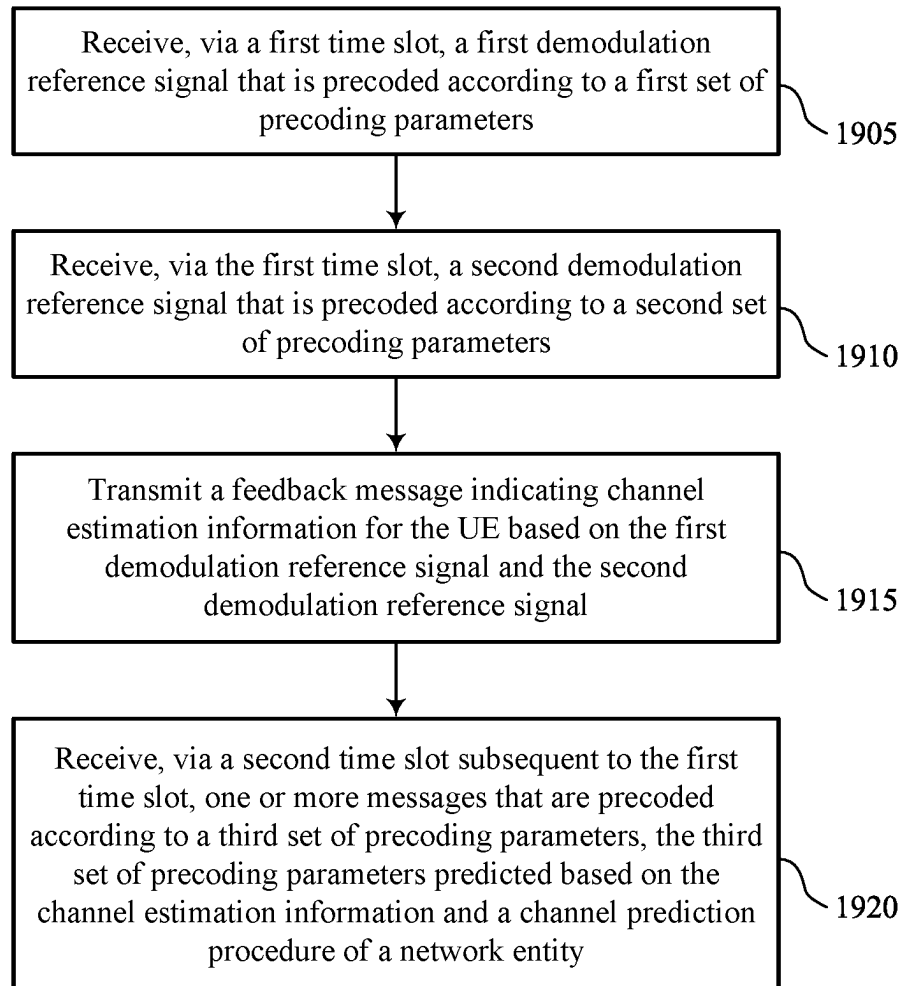 Receive, via a first time slot, a first demodulation
reference signal that is precoded according to a first set of
precoding parameters
1905
Receive, via the first time slot, a second demodulation
reference signal that is precoded according to a second set
of precoding parameters
1910
Transmit a feedback message indicating channel
estimation information for the UE based on the first
demodulation reference signal and the second
demodulation reference signal
1915
Receive, via a second time slot subsequent to the first
time slot, one or more messages that are precoded
according to a third set of precoding parameters, the third
set of precoding parameters predicted based on the
channel estimation information and a channel prediction
procedure of a network entity
1920